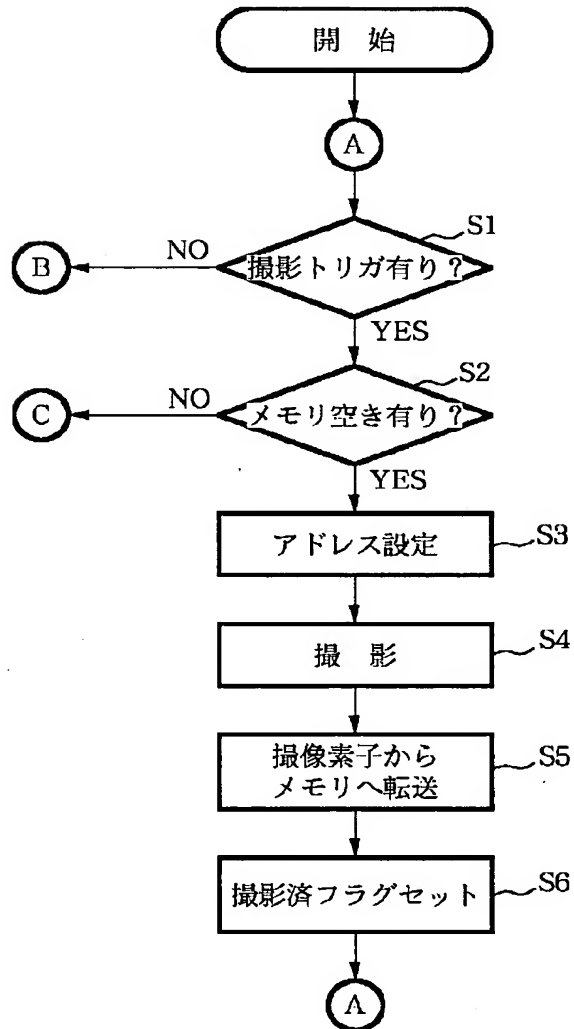 開 始
A
S1
撮影トリガ有り?
NO
B
YES
S2
メモリ空き有り?
NO
C
YES
アドレス設定
S3
撮 影
S4
撮像素子から
メモリへ転送
S5
撮影済フラグセット
S6
A